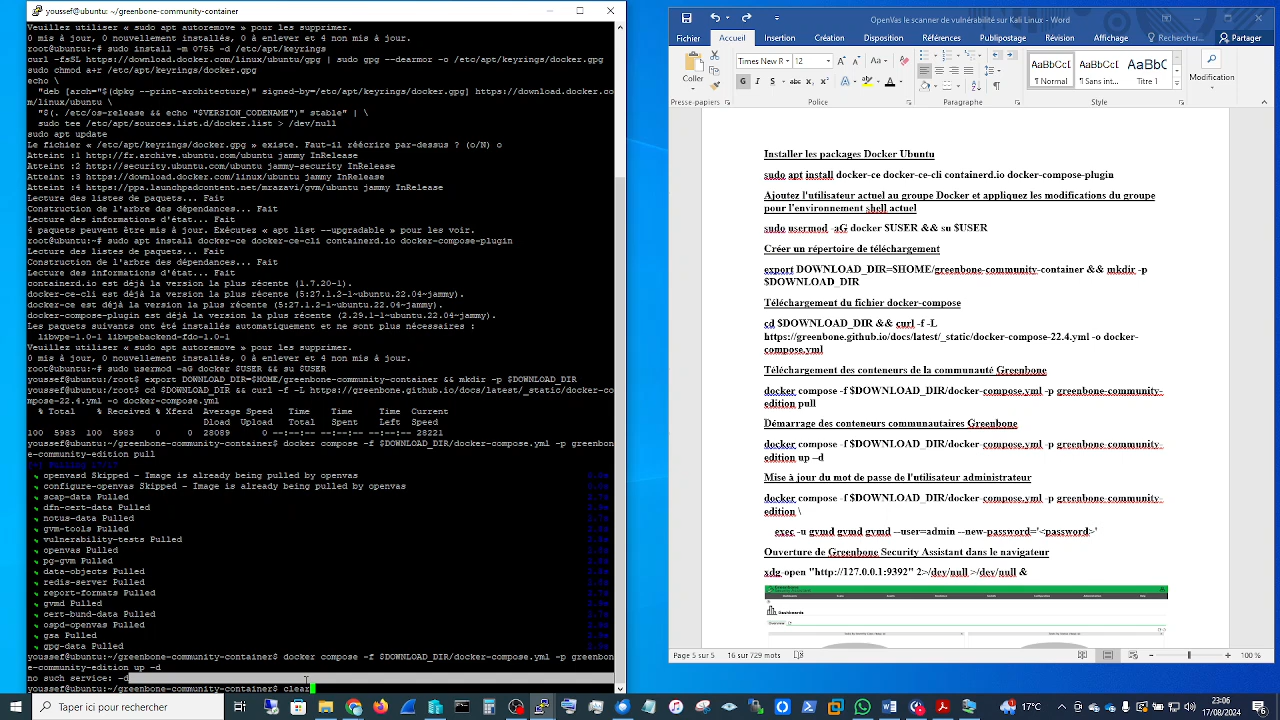 youssef@ubuntu: ~/greenbone-community-container
Veuillez utiliser « sudo apt autoremove » pour les supprimer.
0 mis à jour, 0 nouvellement installés, 0 à enlever et 4 non mis à jour.
root@ubuntu:~# sudo install -m 0755 -d /etc/apt/keyrings
curl -fsSL https://download.docker.com/linux/ubuntu/gpg | sudo gpg --dearmor -o /etc/apt/keyrings/docker.gpg
sudo chmod a+r /etc/apt/keyrings/docker.gpg
echo \
"deb [arch="$(dpkg --print-architecture)" signed-by=/etc/apt/keyrings/docker.gpg] https://download.docker.co
m/linux/ubuntu \
"$(. /etc/os-release && echo "$VERSION_CODENAME")" stable" | \
sudo tee /etc/apt/sources.list.d/docker.list > /dev/null
sudo apt update
Le fichier « /etc/apt/keyrings/docker.gpg » existe. Faut-il réécrire par-dessus ? (o/N) o
Atteint :1 http://fr.archive.ubuntu.com/ubuntu jammy InRelease
Atteint :2 http://security.ubuntu.com/ubuntu jammy-security InRelease
Atteint :3 https://download.docker.com/linux/ubuntu jammy InRelease
Atteint :4 https://ppa.launchpadcontent.net/mrazavi/gvm/ubuntu jammy InRelease
Lecture des listes de paquets... Fait
Construction de l'arbre des dépendances... Fait
Lecture des informations d'état... Fait
4 paquets peuvent être mis à jour. Exécutez « apt list --upgradable » pour les voir.
root@ubuntu:~# sudo apt install docker-ce docker-ce-cli containerd.io docker-compose-plugin
Lecture des listes de paquets... Fait
Construction de l'arbre des dépendances... Fait
Lecture des informations d'état... Fait
containerd.io est déjà la version la plus récente (1.7.20-1).
docker-ce-cli est déjà la version la plus récente (5:27.1.2-1~ubuntu.22.04~jammy).
docker-ce est déjà la version la plus récente (5:27.1.2-1~ubuntu.22.04~jammy).
docker-compose-plugin est déjà la version la plus récente (2.29.1-1~ubuntu.22.04~jammy).
Les paquets suivants ont été installés automatiquement et ne sont plus nécessaires :
libwpe-1.0-1 libwpebackend-fdo-1.0-1
Veuillez utiliser « sudo apt autoremove » pour les supprimer.
0 mis à jour, 0 nouvellement installés, 0 à enlever et 4 non mis à jour.
root@ubuntu:~# sudo usermod -aG docker $USER && su $USER
youssef@ubuntu:/root$ export DOWNLOAD_DIR=$HOME/greenbone-community-container && mkdir -p $DOWNLOAD_DIR
youssef@ubuntu:/root$ cd $DOWNLOAD_DIR && curl -f -L https://greenbone.github.io/docs/latest/_static/docker-co
mpose-22.4.yml -o docker-compose.yml
% Total % Received % Xferd Average Speed Time Time Time Current
Dload Upload Total Spent Left Speed
100 5983 100 5983 0 0 28089 0 --:--:-- --:--:-- --:--:-- 28221
youssef@ubuntu:~/greenbone-community-container$ docker compose -f $DOWNLOAD_DIR/docker-compose.yml -p greenbon
e-community-edition pull
openvasd Skipped - Image is already being pulled by openvas
configure-openvas Skipped - Image is already being pulled by openvas
scap-data Pulled
dfn-cert-data Pulled
notus-data Pulled
gvm-tools Pulled
vulnerability-tests Pulled
openvas Pulled
pg-gvm Pulled
data-objects Pulled
redis-server Pulled
report-formats Pulled
gvmd Pulled
cert-bund-data Pulled
ospd-openvas Pulled
gsa Pulled
gpg-data Pulled
youssef@ubuntu:~/greenbone-community-container$ docker compose -f $DOWNLOAD_DIR/docker-compose.yml -p greenbon
e-community-edition up –d
no such service: –d
youssef@ubuntu:~/greenbone-community-container$ clear
OpenVas Scanner de Vulnérabilité sur Kali Linux - Word
Partager
Fichier Accueil Insertion Conception Mise en page Références Publipostage Révision Affichage Aide Dites-le
Coller
Times New R 12
G I S abc x₂ x²
AaBbCcl AaBbCcl AaBbC
¶ Normal ¶ Sans int... Titre 1
Modification
Presse-papiers Police Paragraphe Style
Installer les packages Docker Ubuntu
sudo apt install docker-ce docker-ce-cli containerd.io docker-compose-plugin
Ajoutez l'utilisateur actuel au groupe Docker et appliquez les modifications du groupe
pour l'environnement shell actuel
sudo usermod -aG docker $USER && su $USER
Créer un répertoire de téléchargement
export DOWNLOAD_DIR=$HOME/greenbone-community-container && mkdir -p
$DOWNLOAD_DIR
Téléchargement du fichier docker-compose
cd $DOWNLOAD_DIR && curl -f -L
https://greenbone.github.io/docs/latest/_static/docker-compose-22.4.yml -o docker-
compose.yml
Téléchargement des conteneurs de la communauté Greenbone
docker compose -f $DOWNLOAD_DIR/docker-compose.yml -p greenbone-community-
edition pull
Démarrage des conteneurs communautaires Greenbone
docker compose -f $DOWNLOAD_DIR/docker-compose.yml -p greenbone-community-
edition up –d
Mise à jour du mot de passe de l'utilisateur administrateur
docker compose -f $DOWNLOAD_DIR/docker-compose.yml -p greenbone-community-
edition \
exec -u gvmd gvmd gvmd --user=admin --new-password='<password>'
Ouverture de Greenbone Security Assistant dans le navigateur
xdg-open "http://127.0.0.1:9392" 2>/dev/null >/dev/null &
Dashboards
Page 5 sur 5 16 sur 729 mots 100 %
Taper ici pour rechercher
23:06
17/08/2024